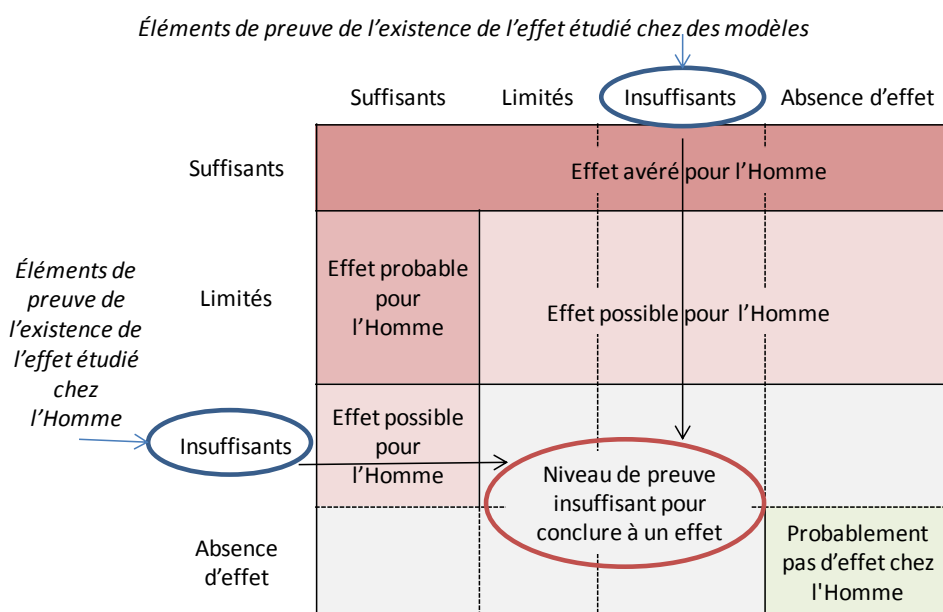 Éléments de preuve de l'existence de l'effet étudié chez des modèles
Suffisants
Limités
Insuffisants
Absence d'effet
Suffisants
Effet avéré pour l'Homme
Éléments de
preuve de
l'existence de
l'effet étudié
chez
l'Homme
Limités
Effet probable
pour
l'Homme
Effet possible pour l'Homme
Insuffisants
Effet possible
pour
l'Homme
Niveau de preuve
insuffisant pour
conclure à un effet
Absence
d'effet
Probablement
pas d'effet chez
l'Homme